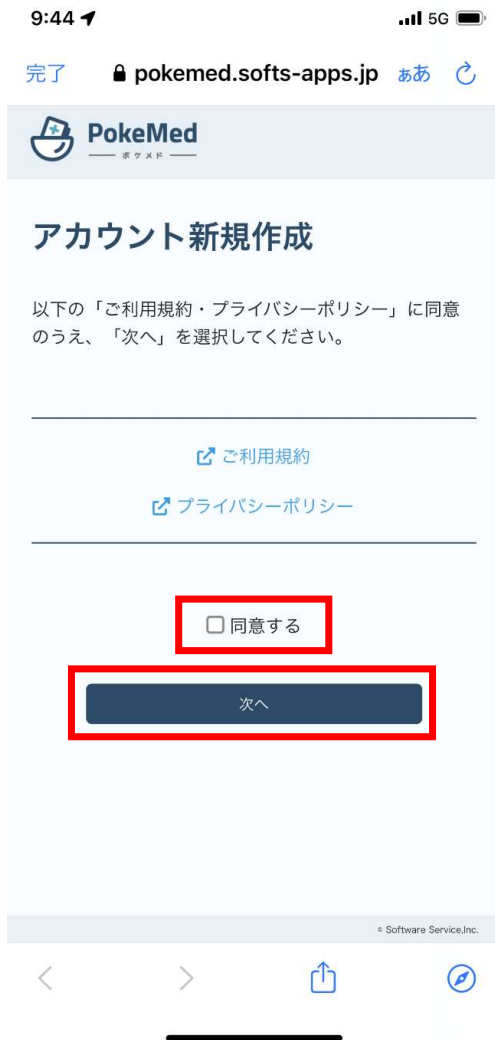 9:44
5G
完了
pokemed.softs-apps.jp
ぁあ
PokeMed
ポケメド
アカウント新規作成
以下の「ご利用規約・プライバシーポリシー」に同意
のうえ、「次へ」を選択してください。
ご利用規約
プライバシーポリシー
同意する
次へ
© Software Service,Inc.